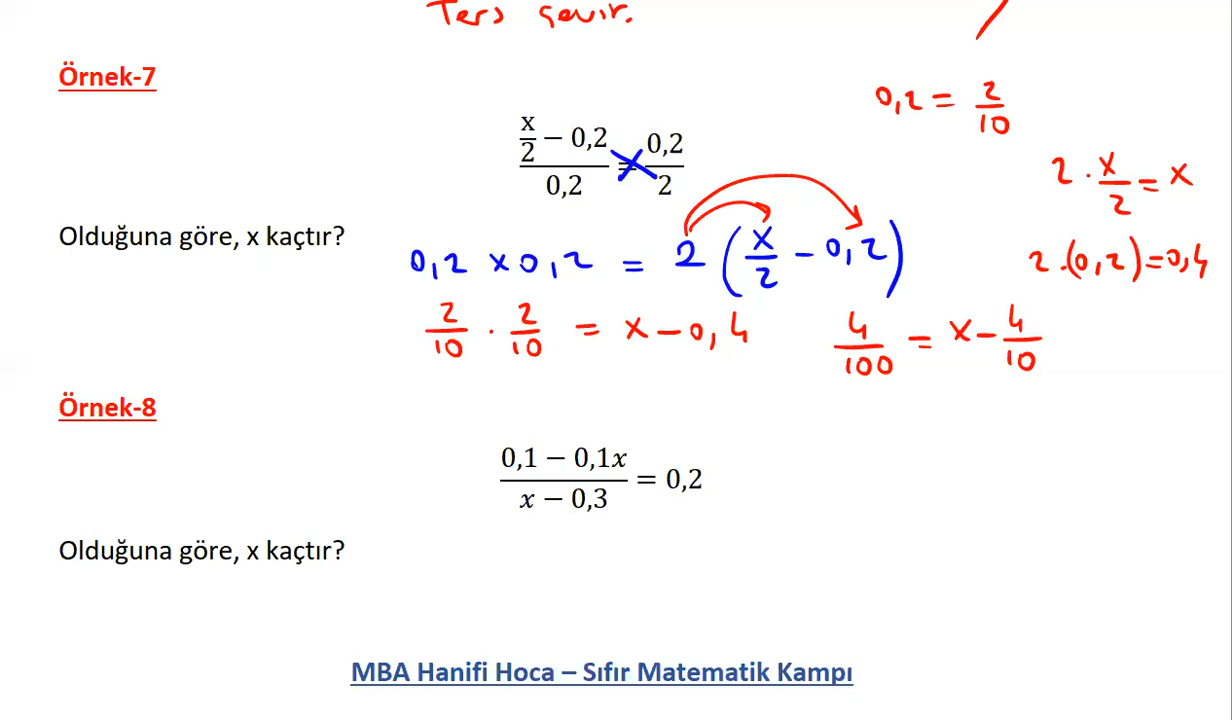 Ters çevir.
Örnek-7
0,2 = 2/10
(x/2 − 0,2)/0,2 = 0,2/2
2 · x/2 = x
Olduğuna göre, x kaçtır?
0,2 x 0,2 = 2 (x/2 − 0,2)
2 · (0,2) = 0,4
2/10 · 2/10 = x − 0,4
4/100 = x − 4/10
Örnek-8
(0,1 − 0,1x)/(x − 0,3) = 0,2
Olduğuna göre, x kaçtır?
MBA Hanifi Hoca – Sıfır Matematik Kampı